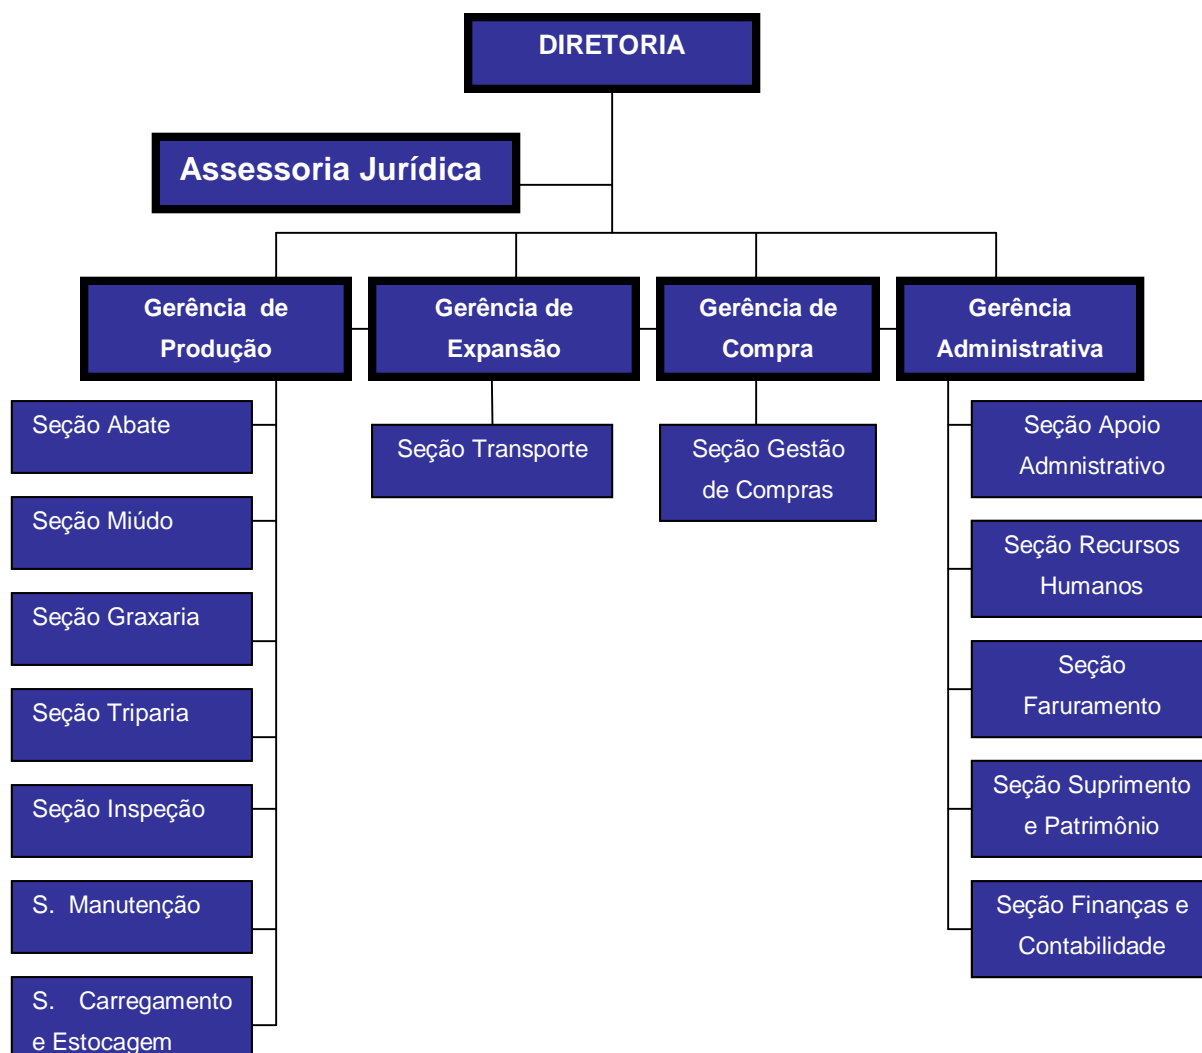 DIRETORIA
Assessoria Jurídica
Gerência de
Produção
Gerência de
Expansão
Gerência de
Compra
Gerência
Administrativa
Seção Abate
Seção Miúdo
Seção Graxaria
Seção Triparia
Seção Inspeção
S. Manutenção
S. Carregamento
e Estocagem
Seção Transporte
Seção Gestão
de Compras
Seção Apoio
Admnistrativo
Seção Recursos
Humanos
Seção
Faruramento
Seção Suprimento
e Patrimônio
Seção Finanças e
Contabilidade